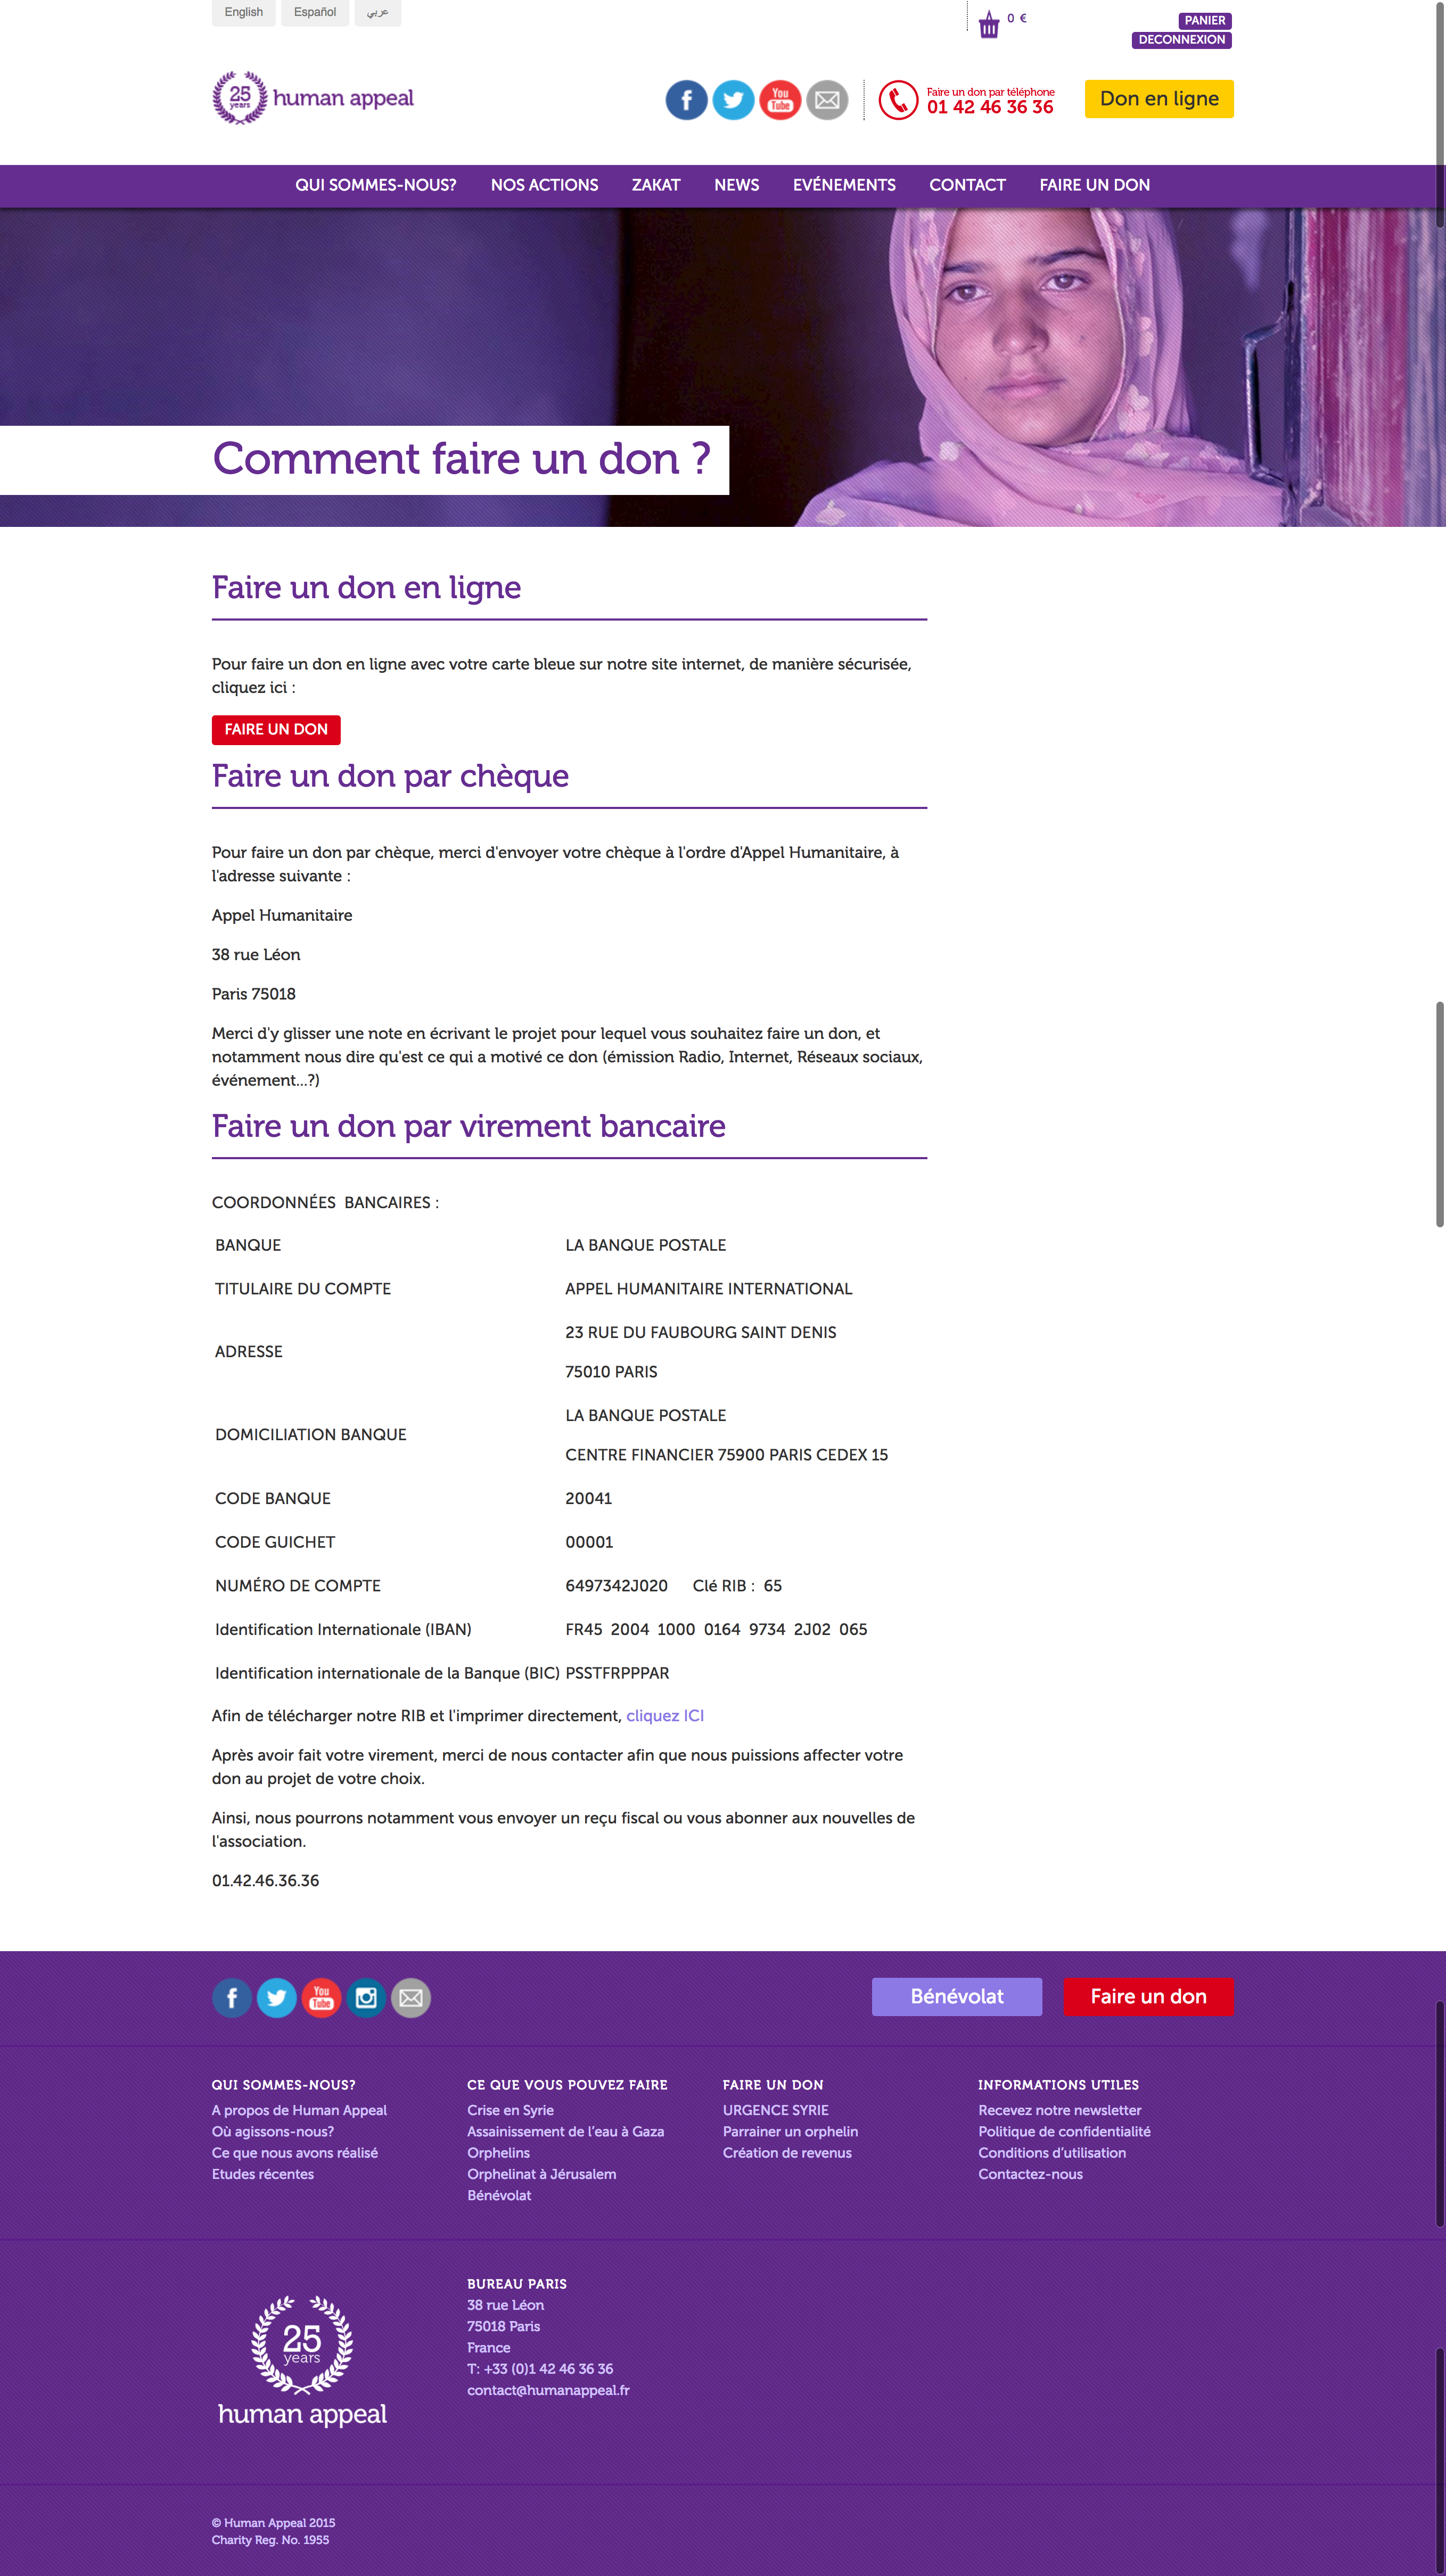 English
Español
عربي
0 €
PANIER
DECONNEXION
25
years
human appeal
f
You
Tube
Faire un don par téléphone
01 42 46 36 36
Don en ligne
QUI SOMMES-NOUS?
NOS ACTIONS
ZAKAT
NEWS
EVÉNEMENTS
CONTACT
FAIRE UN DON
Comment faire un don ?
Faire un don en ligne
Pour faire un don en ligne avec votre carte bleue sur notre site internet, de manière sécurisée,
cliquez ici :
FAIRE UN DON
Faire un don par chèque
Pour faire un don par chèque, merci d'envoyer votre chèque à l'ordre d'Appel Humanitaire, à
l'adresse suivante :
Appel Humanitaire
38 rue Léon
Paris 75018
Merci d'y glisser une note en écrivant le projet pour lequel vous souhaitez faire un don, et
notamment nous dire qu'est ce qui a motivé ce don (émission Radio, Internet, Réseaux sociaux,
événement...?)
Faire un don par virement bancaire
COORDONNÉES BANCAIRES :
BANQUE LA BANQUE POSTALE
TITULAIRE DU COMPTE APPEL HUMANITAIRE INTERNATIONAL
ADRESSE
23 RUE DU FAUBOURG SAINT DENIS
75010 PARIS
DOMICILIATION BANQUE
LA BANQUE POSTALE
CENTRE FINANCIER 75900 PARIS CEDEX 15
CODE BANQUE 20041
CODE GUICHET 00001
NUMÉRO DE COMPTE 6497342J020 Clé RIB : 65
Identification Internationale (IBAN) FR45 2004 1000 0164 9734 2J02 065
Identification internationale de la Banque (BIC) PSSTFRPPPAR
Afin de télécharger notre RIB et l'imprimer directement, cliquez ICI
Après avoir fait votre virement, merci de nous contacter afin que nous puissions affecter votre
don au projet de votre choix.
Ainsi, nous pourrons notamment vous envoyer un reçu fiscal ou vous abonner aux nouvelles de
l'association.
01.42.46.36.36
f
You
Tube
Bénévolat
Faire un don
QUI SOMMES-NOUS?
A propos de Human Appeal
Où agissons-nous?
Ce que nous avons réalisé
Etudes récentes
CE QUE VOUS POUVEZ FAIRE
Crise en Syrie
Assainissement de l’eau à Gaza
Orphelins
Orphelinat à Jérusalem
Bénévolat
FAIRE UN DON
URGENCE SYRIE
Parrainer un orphelin
Création de revenus
INFORMATIONS UTILES
Recevez notre newsletter
Politique de confidentialité
Conditions d’utilisation
Contactez-nous
25
years
human appeal
BUREAU PARIS
38 rue Léon
75018 Paris
France
T: +33 (0)1 42 46 36 36
contact@humanappeal.fr
© Human Appeal 2015
Charity Reg. No. 1955